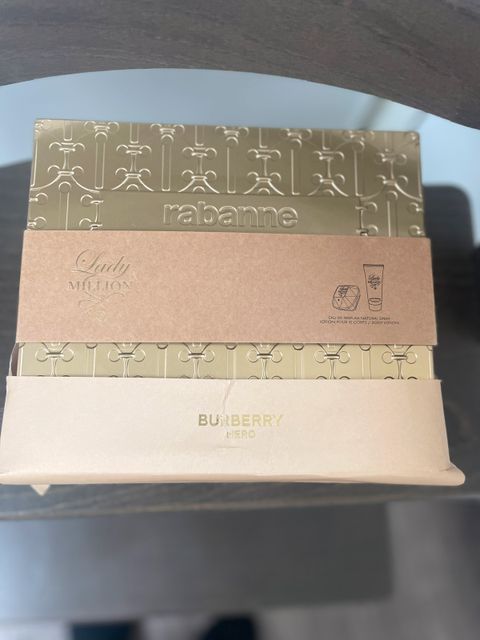 rabanne
Lady
MILLION
EAU DE PARFUM NATURAL SPRAY
LOTION POUR LE CORPS / BODY LOTION
BURBERRY
HERO